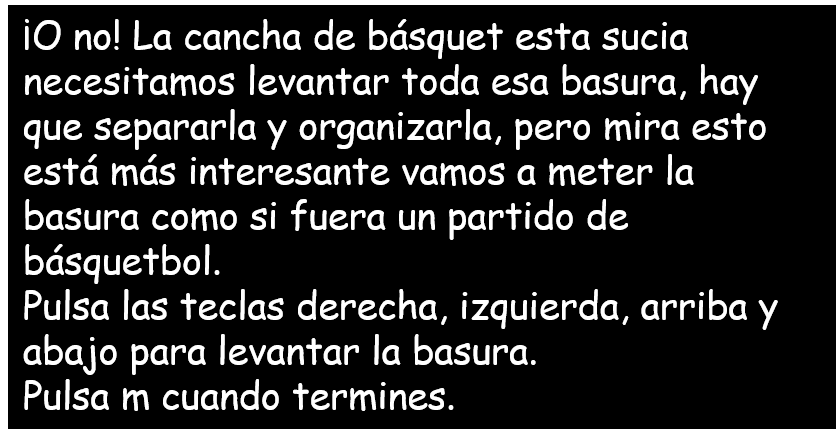 ¡O no! La cancha de básquet esta sucia
necesitamos levantar toda esa basura, hay
que separarla y organizarla, pero mira esto
está más interesante vamos a meter la
basura como si fuera un partido de
básquetbol.
Pulsa las teclas derecha, izquierda, arriba y
abajo para levantar la basura.
Pulsa m cuando termines.